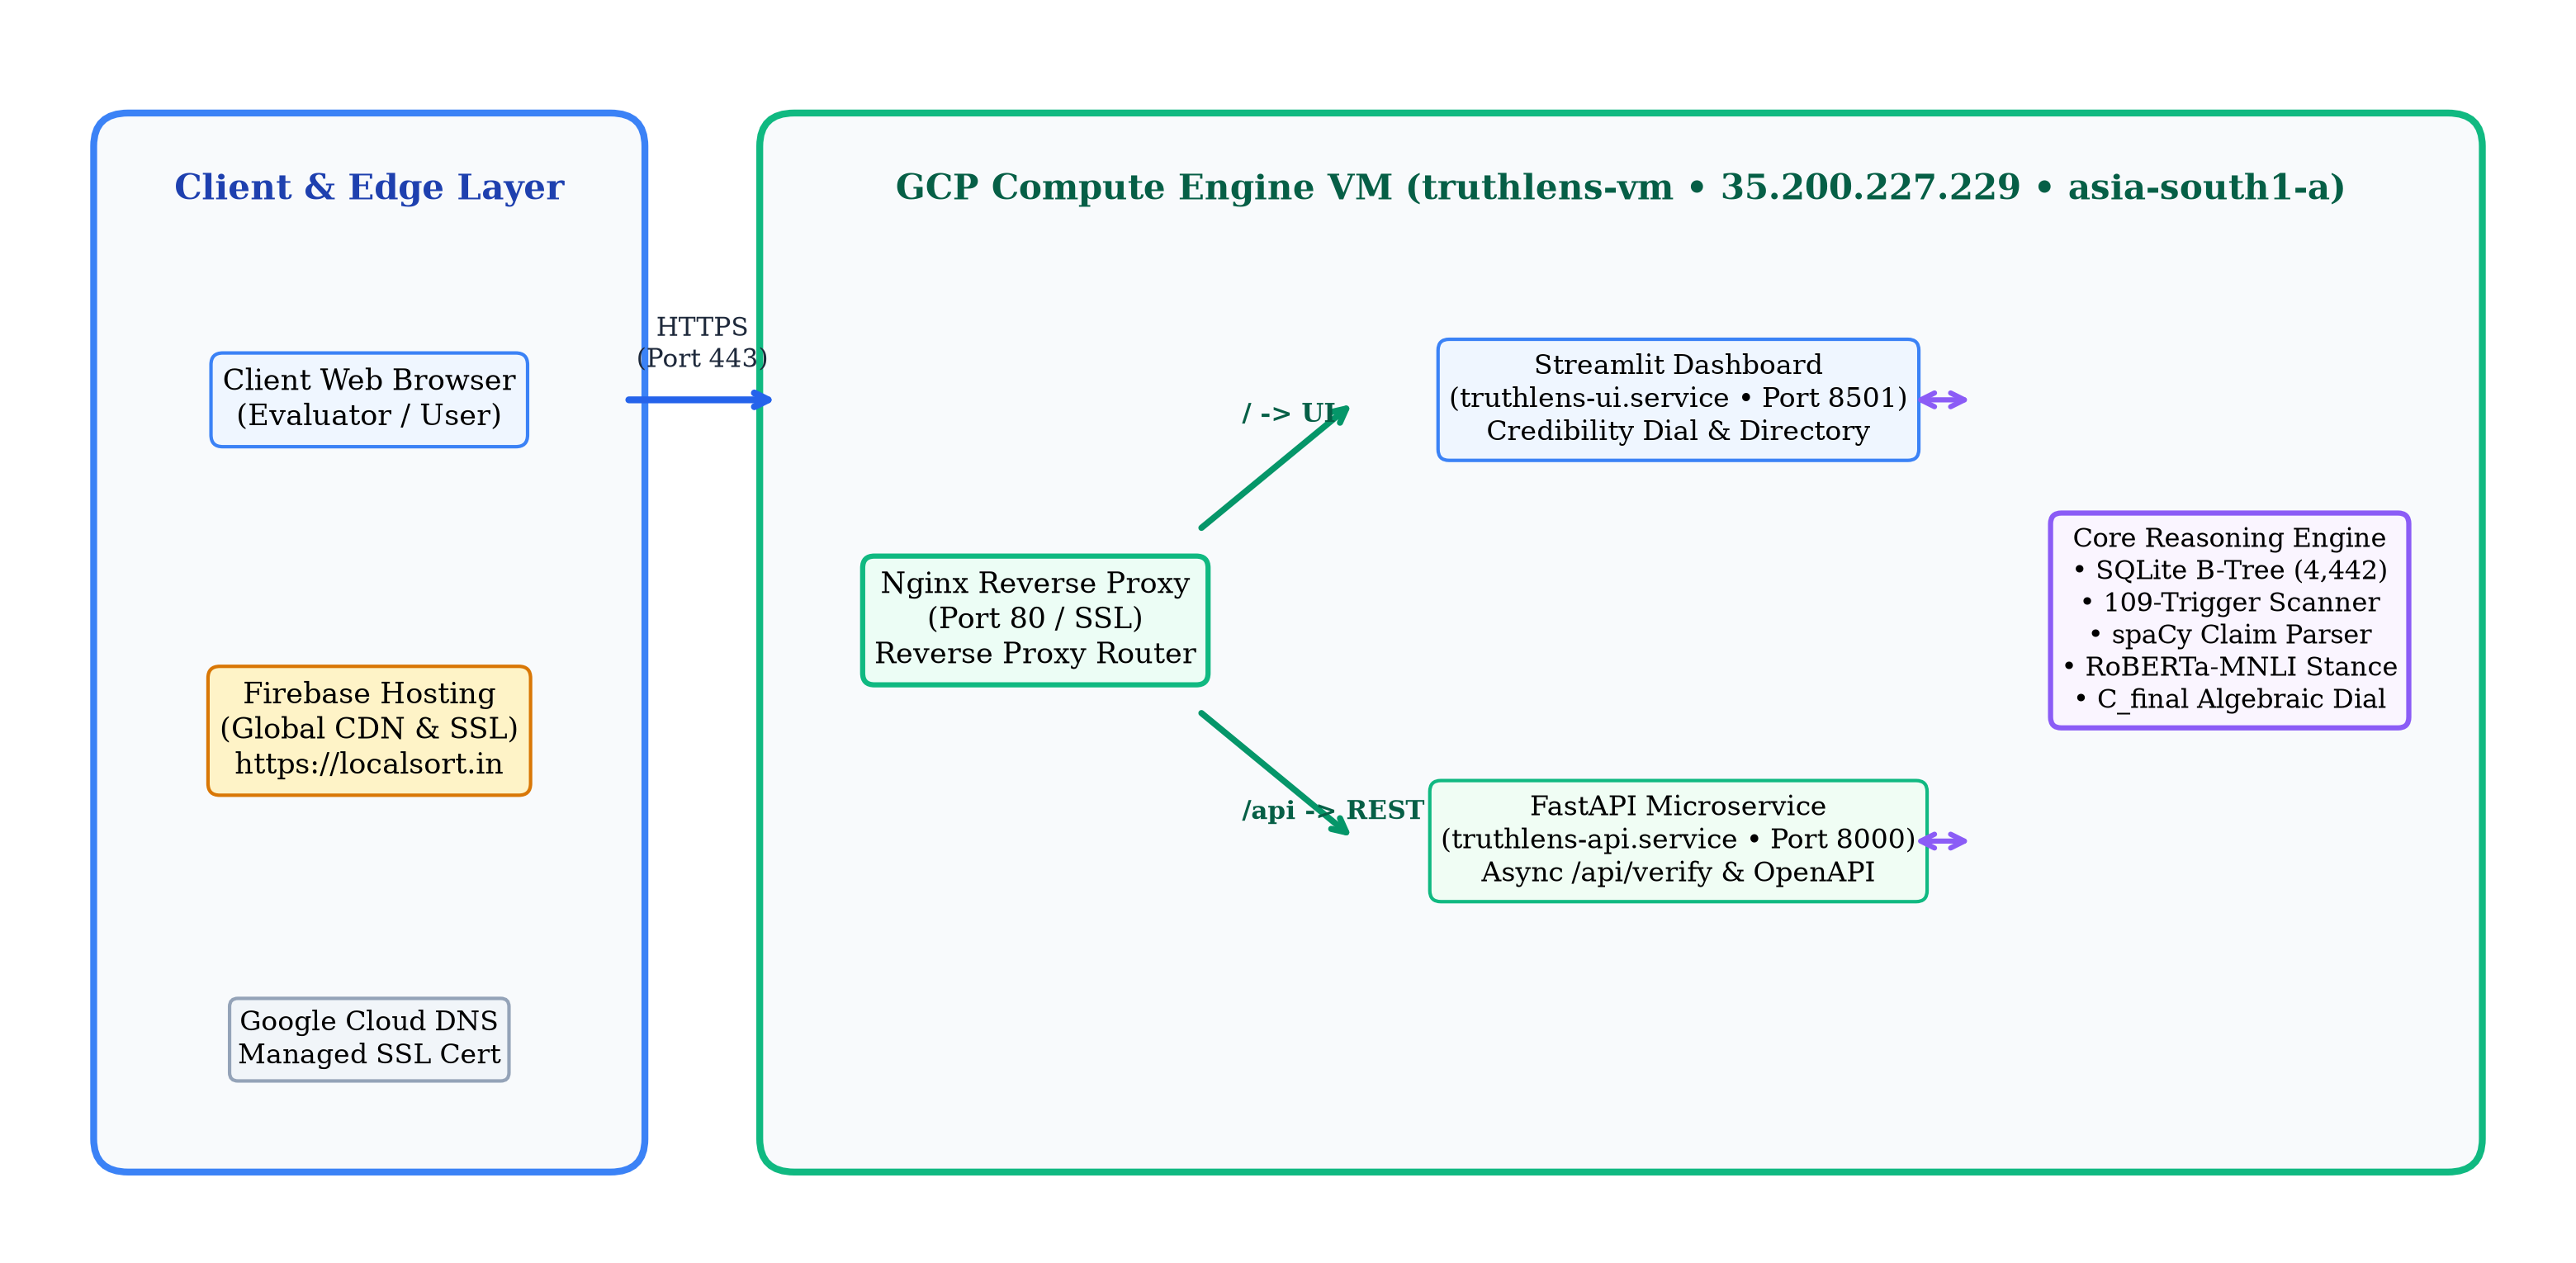 Client & Edge Layer
Client Web Browser
(Evaluator / User)
Firebase Hosting
(Global CDN & SSL)
https://localsort.in
Google Cloud DNS
Managed SSL Cert
HTTPS
(Port 443)
GCP Compute Engine VM (truthlens-vm • 35.200.227.229 • asia-south1-a)
Nginx Reverse Proxy
(Port 80 / SSL)
Reverse Proxy Router
/ -> UI
/api -> REST
Streamlit Dashboard
(truthlens-ui.service • Port 8501)
Credibility Dial & Directory
FastAPI Microservice
(truthlens-api.service • Port 8000)
Async /api/verify & OpenAPI
Core Reasoning Engine
• SQLite B-Tree (4,442)
• 109-Trigger Scanner
• spaCy Claim Parser
• RoBERTa-MNLI Stance
• C_final Algebraic Dial